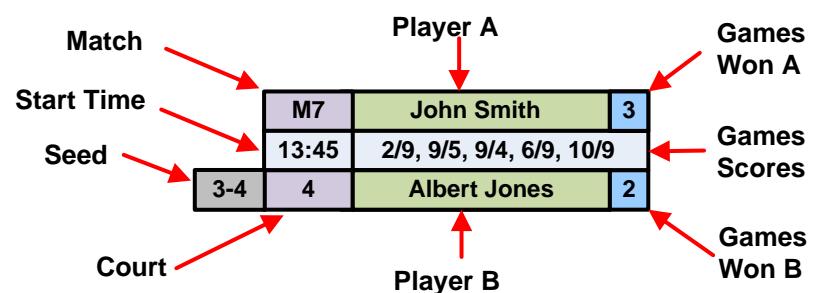 Match
Player A
Games
Won A
Start Time
M7 John Smith 3
13:45 2/9, 9/5, 9/4, 6/9, 10/9
Games
Scores
Seed
3-4 4 Albert Jones 2
Court
Player B
Games
Won B